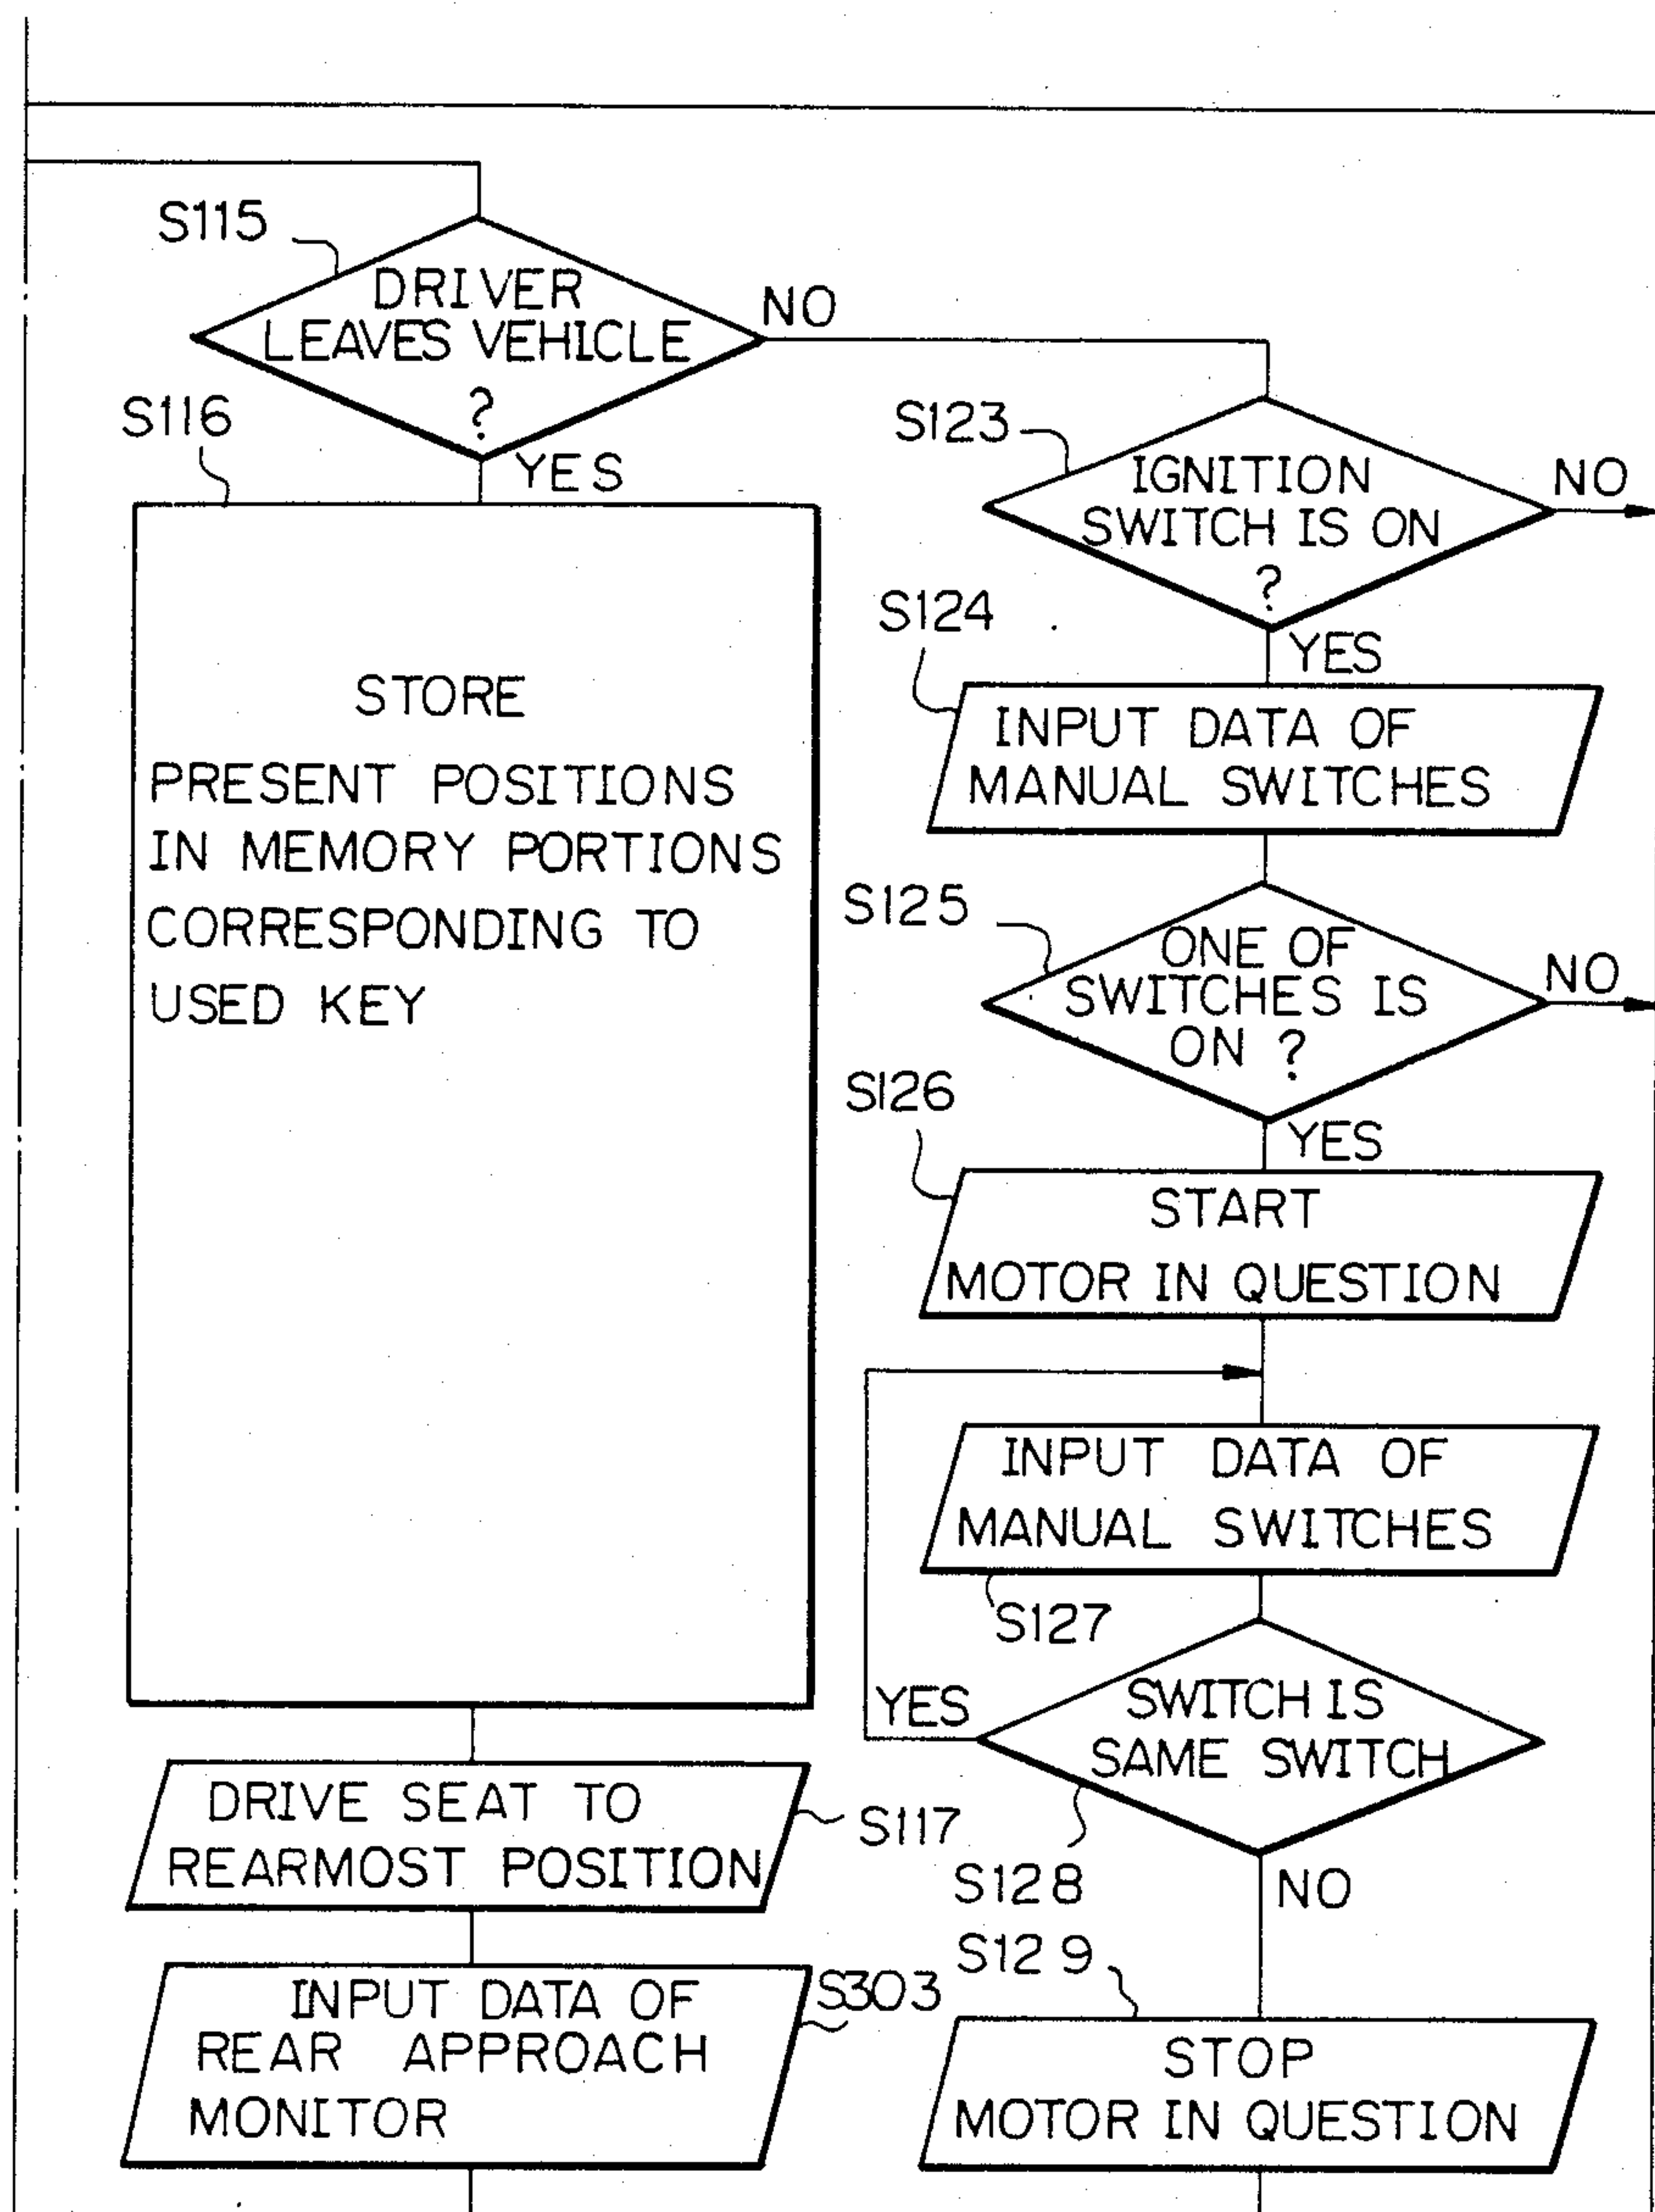 S115
DRIVER
LEAVES VEHICLE
?
NO
YES
S116
STORE
PRESENT POSITIONS
IN MEMORY PORTIONS
CORRESPONDING TO
USED KEY
DRIVE SEAT TO
REARMOST POSITION
S117
INPUT DATA OF
REAR APPROACH
MONITOR
S303
S123
IGNITION
SWITCH IS ON
?
NO
YES
S124
INPUT DATA OF
MANUAL SWITCHES
S125
ONE OF
SWITCHES IS
ON ?
NO
YES
S126
START
MOTOR IN QUESTION
INPUT DATA OF
MANUAL SWITCHES
S127
SWITCH IS
SAME SWITCH
YES
S128
NO
S129
STOP
MOTOR IN QUESTION